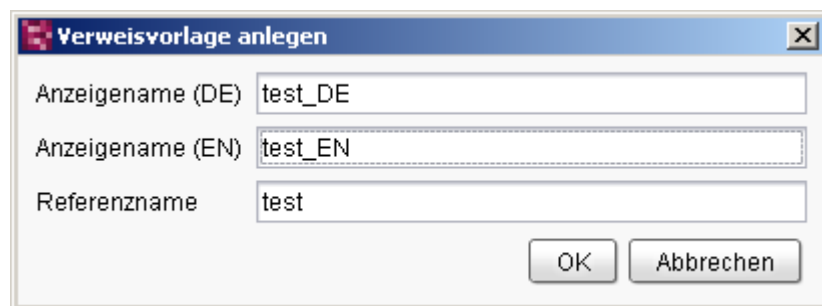 Verweisvorlage anlegen
Anzeigename (DE) test_DE
Anzeigename (EN) test_EN
Referenzname test
OK Abbrechen